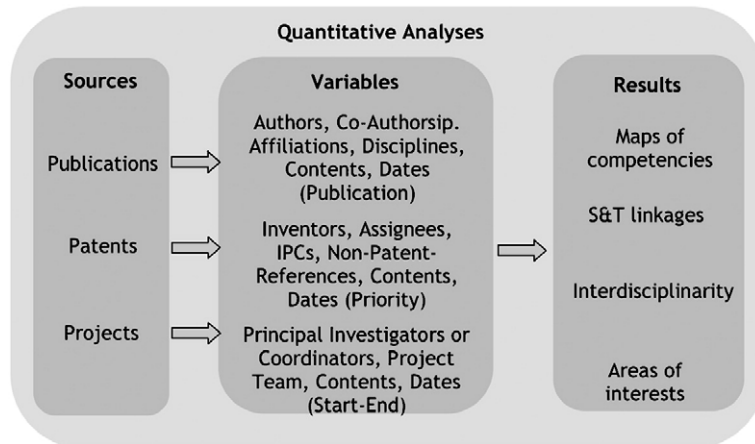 Quantitative Analyses
Sources
Publications
Patents
Projects
Variables
Authors, Co-Authorsip.
Affiliations, Disciplines,
Contents, Dates
(Publication)
Inventors, Assignees,
IPCs, Non-Patent-
References, Contents,
Dates (Priority)
Principal Investigators or
Coordinators, Project
Team, Contents, Dates
(Start-End)
Results
Maps of
competencies
S&T linkages
Interdisciplinarity
Areas of
interests